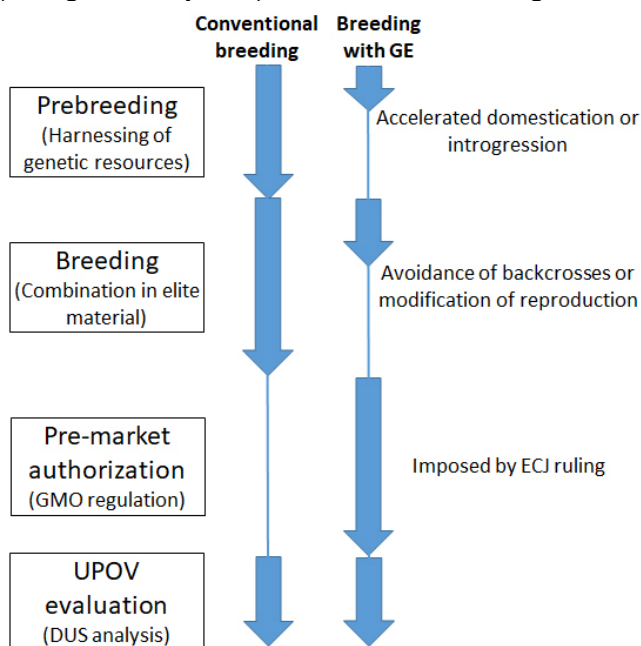 Conventional breeding
Breeding with GE
Prebreeding
(Harnessing of
genetic resources)
Accelerated domestication or
introgression
Breeding
(Combination in elite
material)
Avoidance of backcrosses or
modification of reproduction
Pre-market
authorization
(GMO regulation)
Imposed by ECJ ruling
UPOV
evaluation
(DUS analysis)